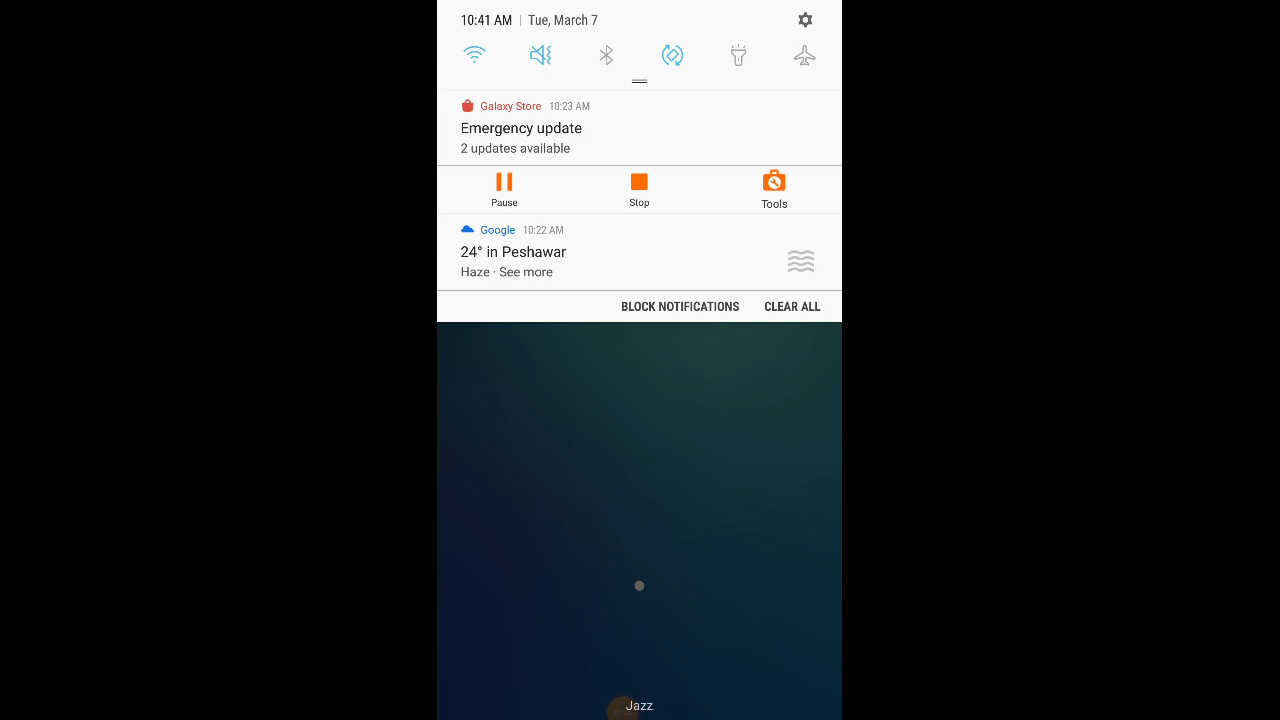 10:41 AM | Tue, March 7
Galaxy Store 10:23 AM
Emergency update
2 updates available
Pause Stop Tools
Google 10:22 AM
24° in Peshawar
Haze · See more
BLOCK NOTIFICATIONS CLEAR ALL
Jazz